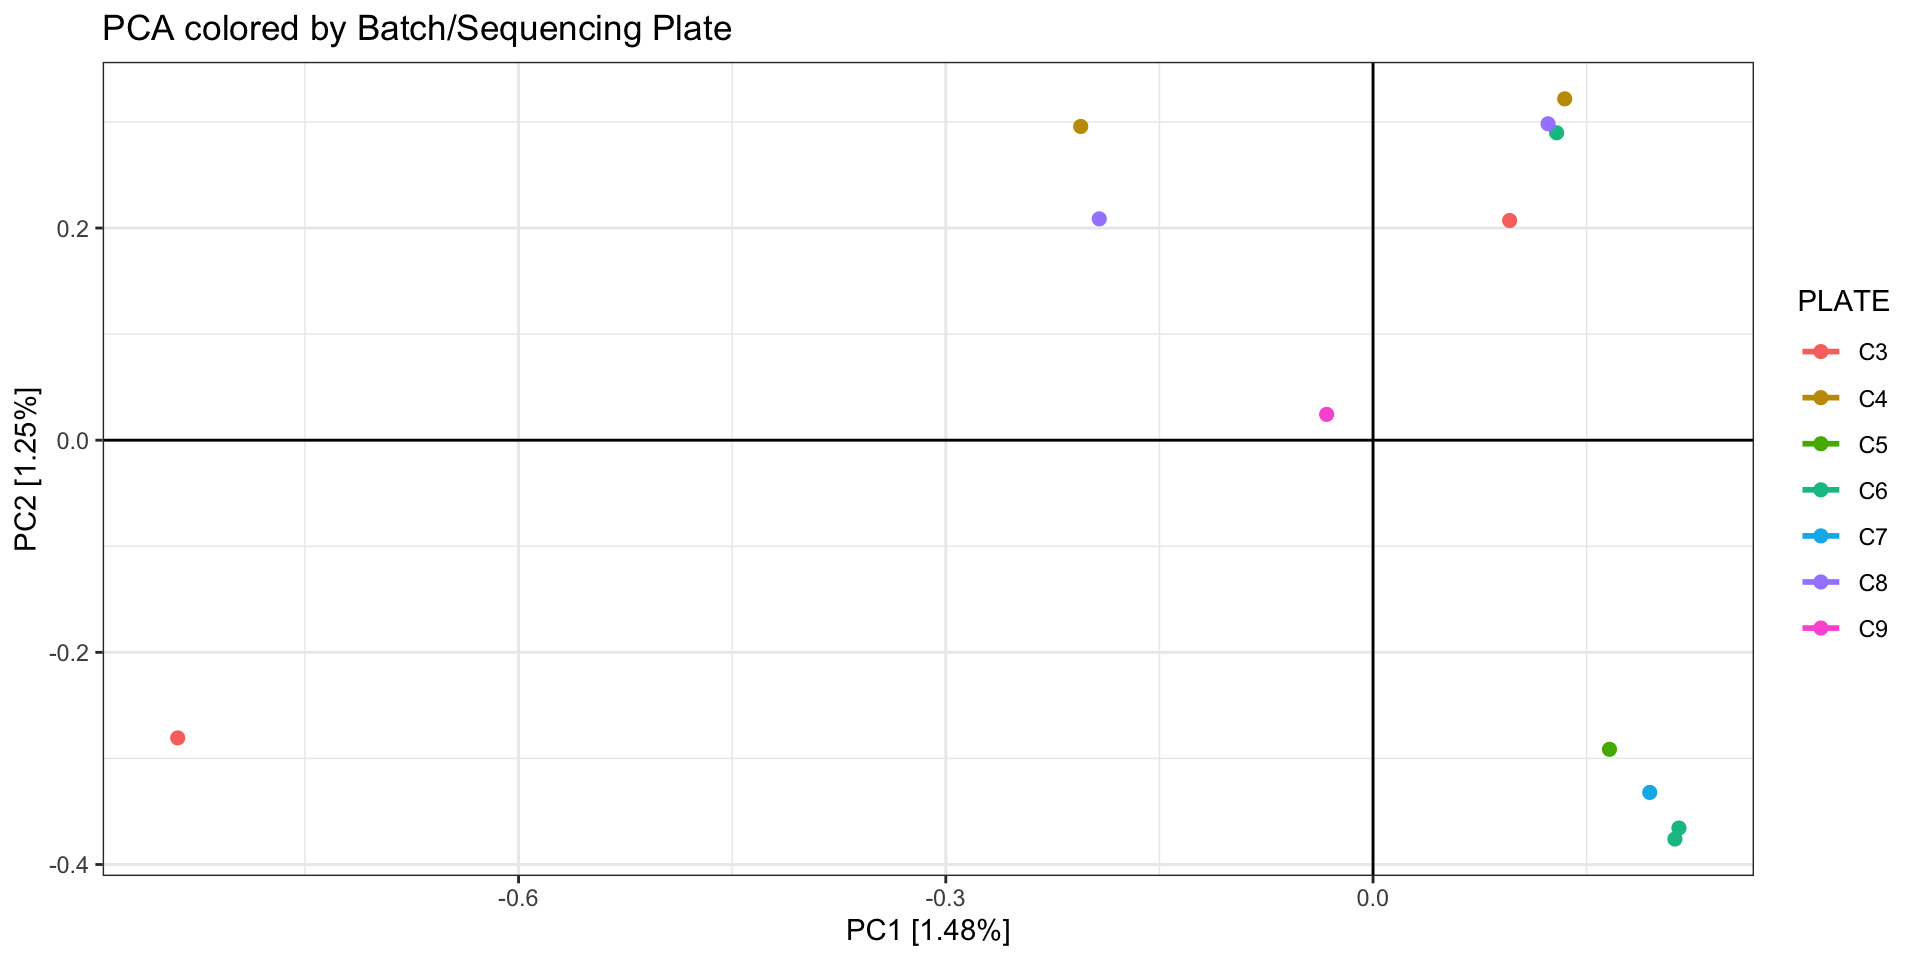 PCA colored by Batch/Sequencing Plate
PC2 [1.25%]
0.2
0.0
-0.2
-0.4
-0.6
-0.3
0.0
PC1 [1.48%]
PLATE
C3
C4
C5
C6
C7
C8
C9